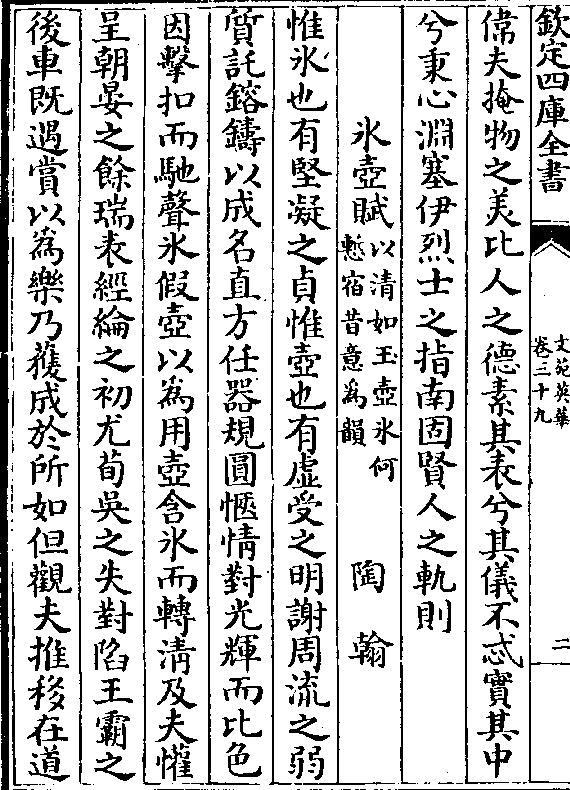 欽定四庫全書
文苑英華
卷三十九
二
偉夫掩物之美比人之德素其表兮其儀不忒實其中
兮秉心淵塞伊烈士之指南固賢人之軌則
氷壺賦以清如玉壺氷何慙宿昔意為韻 陶翰
惟氷也有堅凝之貞惟壺也有虛受之明謝周流之弱
質託鎔鑄以成名直方任器規圓愜情對光輝而比色
因擊扣而馳聲氷假壺以為用壺含氷而轉清及夫懽
呈朝晏之餘瑞表經綸之初尤荀吳之失對陷王霸之
後車既遇賞以為樂乃獲成於所如但觀夫推移在道